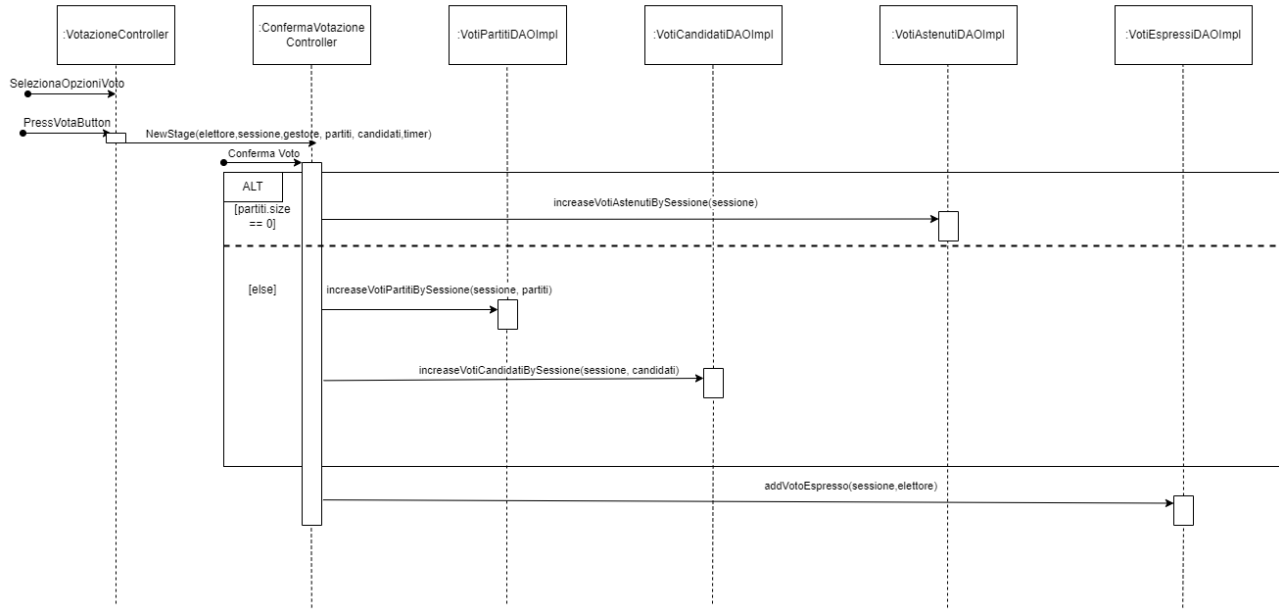 :VotazioneController
:ConfermaVotazione
Controller
:VotiPartitiDAOImpl
:VotiCandidatiDAOImpl
:VotiAstenutiDAOImpl
:VotiEspressiDAOImpl
SelezionaOpzioniVoto
PressVotaButton
NewStage(elettore,sessione,gestore, partiti, candidati,timer)
Conferma Voto
ALT
[partiti.size
== 0]
increaseVotiAstenutiBySessione(sessione)
[else]
increaseVotiPartitiBySessione(sessione, partiti)
increaseVotiCandidatiBySessione(sessione, candidati)
addVotoEspresso(sessione,elettore)